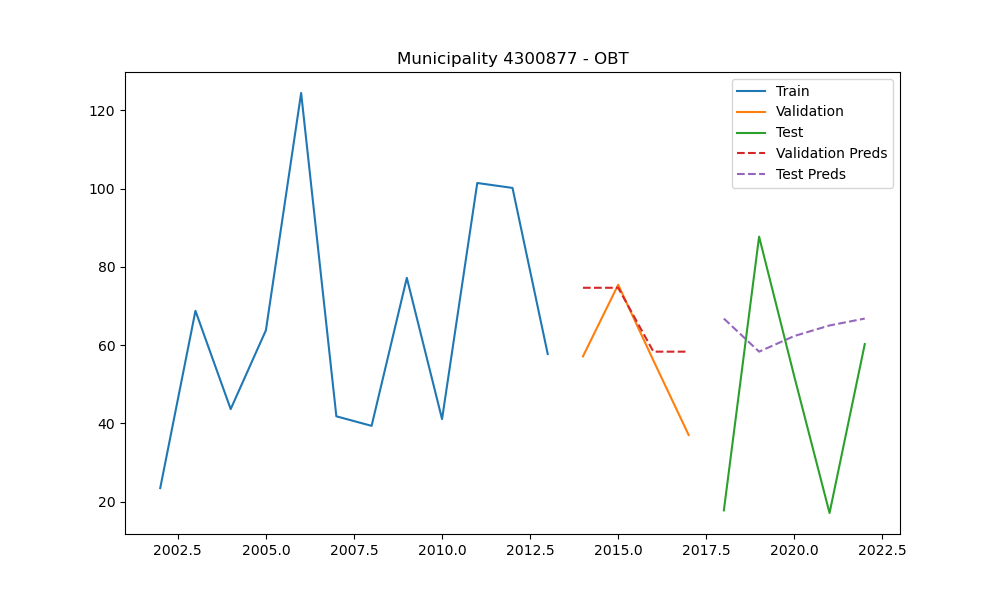 Municipality 4300877 - OBT
Train
Validation
Test
Validation Preds
Test Preds
120
100
80
60
40
20
2002.5 2005.0 2007.5 2010.0 2012.5 2015.0 2017.5 2020.0 2022.5